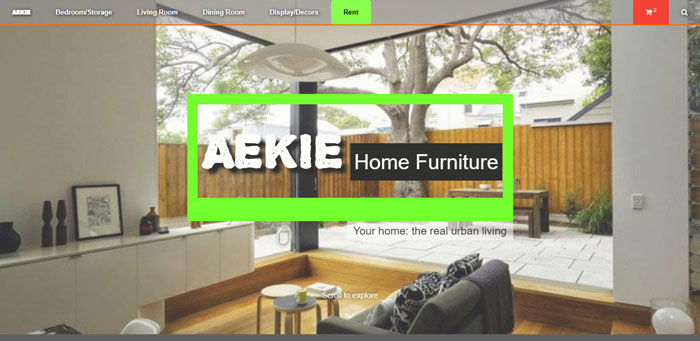 AEKIE Bedroom/Storage Living Room Dining Room Display/Decors Rent 2
AEKIE Home Furniture
Your home: the real urban living
Scroll to explore